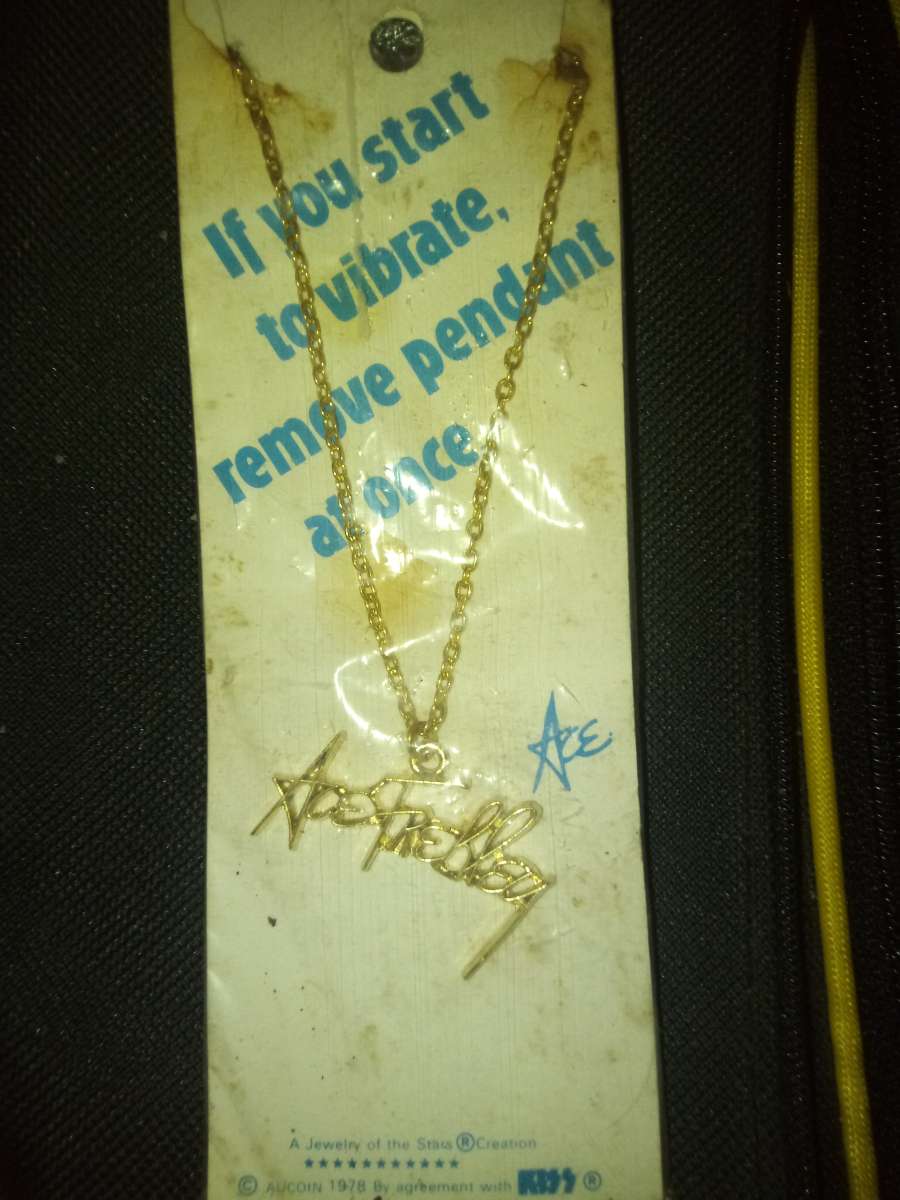 If you start
to vibrate,
remove pendant
at once.
Ace
Ace Frehley
A Jewelry of the Stars ® Creation
★★★★★★★★★★★
© AUCOIN 1978 By agreement with KISS ®